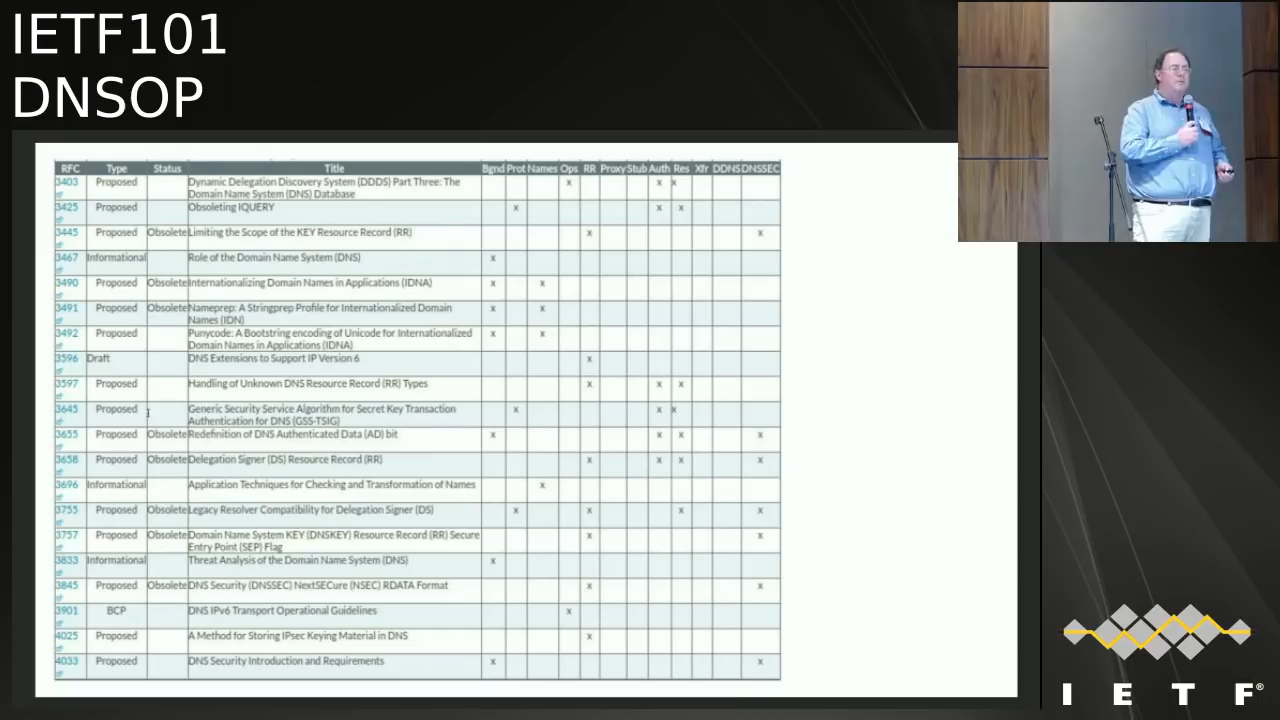 IETF101
DNSOP
RFC Type Status Title Bgnd Prot Names Ops RR Proxy Stub Auth Res Xfr DDNS DNSSEC
3403 Proposed Dynamic Delegation Discovery System (DDDS) Part Three: The x x x
Domain Name System (DNS) Database
3425 Proposed Obsoleting IQUERY x x x
3445 Proposed Obsolete Limiting the Scope of the KEY Resource Record (RR) x x
3467 Informational Role of the Domain Name System (DNS) x
3490 Proposed Obsolete Internationalizing Domain Names in Applications (IDNA) x x
3491 Proposed Obsolete Nameprep: A Stringprep Profile for Internationalized Domain x x
Names (IDN)
3492 Proposed Punycode: A Bootstring encoding of Unicode for Internationalized x x
Domain Names in Applications (IDNA)
3596 Draft DNS Extensions to Support IP Version 6 x
3597 Proposed Handling of Unknown DNS Resource Record (RR) Types x x x
3645 Proposed Generic Security Service Algorithm for Secret Key Transaction x x x
Authentication for DNS (GSS-TSIG)
3655 Proposed Obsolete Redefinition of DNS Authenticated Data (AD) bit x x x x
3658 Proposed Obsolete Delegation Signer (DS) Resource Record (RR) x x x x
3696 Informational Application Techniques for Checking and Transformation of Names x
3755 Proposed Obsolete Legacy Resolver Compatibility for Delegation Signer (DS) x x x x
3757 Proposed Obsolete Domain Name System KEY (DNSKEY) Resource Record (RR) Secure x x
Entry Point (SEP) Flag
3833 Informational Threat Analysis of the Domain Name System (DNS) x
3845 Proposed Obsolete DNS Security (DNSSEC) NextSECure (NSEC) RDATA Format x x
3901 BCP DNS IPv6 Transport Operational Guidelines x
4025 Proposed A Method for Storing IPsec Keying Material in DNS x
4033 Proposed DNS Security Introduction and Requirements x x
I E T F®